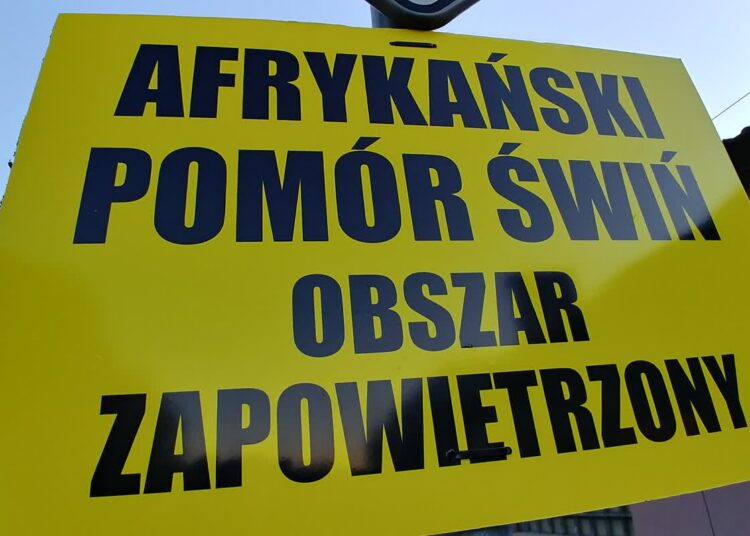 AFRYKAŃSKI
POMÓR ŚWIŃ
OBSZAR
ZAPOWIETRZONY